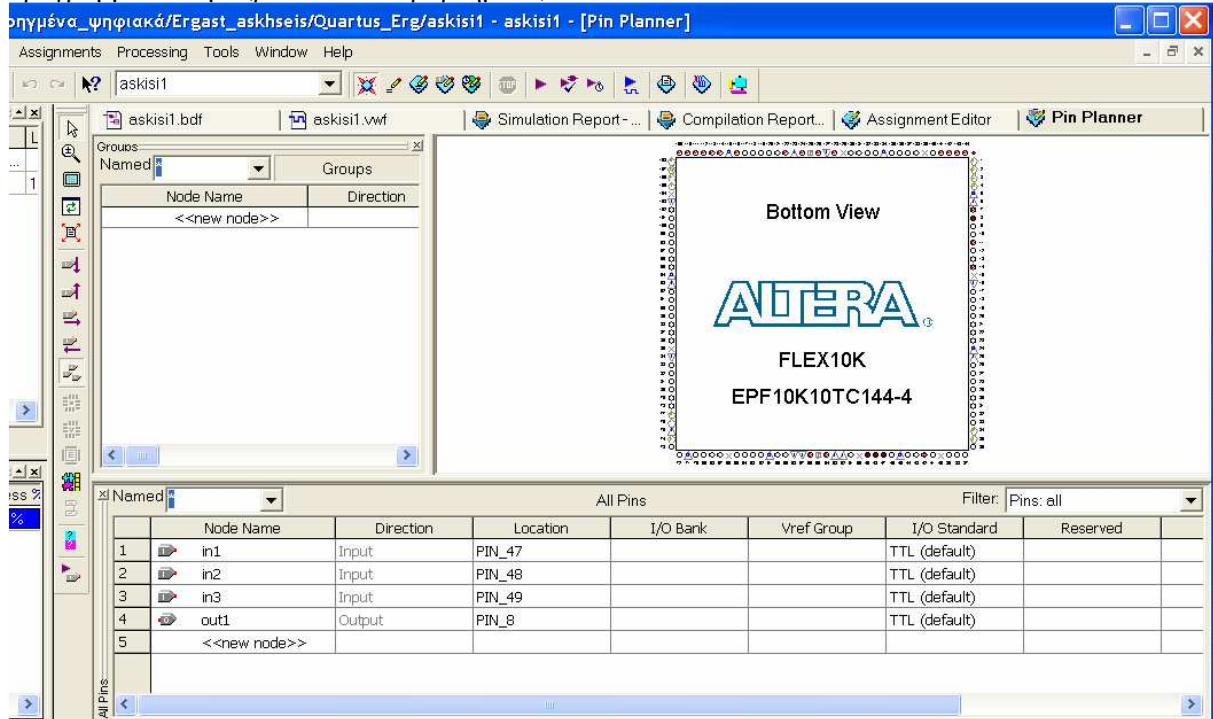 ρημένα_ψηφιακά/Ergast_askhseis/Quartus_Erg/askisi1 - askisi1 - [Pin Planner]
Assignments Processing Tools Window Help
askisi1
askisi1.bdf askisi1.vwf Simulation Report - ... Compilation Report... Assignment Editor Pin Planner
Groups
Named * Groups
Node Name Direction
<<new node>>
Bottom View
ALTERA
FLEX10K
EPF10K10TC144-4
Named * All Pins Filter: Pins: all
Node Name Direction Location I/O Bank Vref Group I/O Standard Reserved
1 in1 Input PIN_47 TTL (default)
2 in2 Input PIN_48 TTL (default)
3 in3 Input PIN_49 TTL (default)
4 out1 Output PIN_8 TTL (default)
5 <<new node>>
All Pins